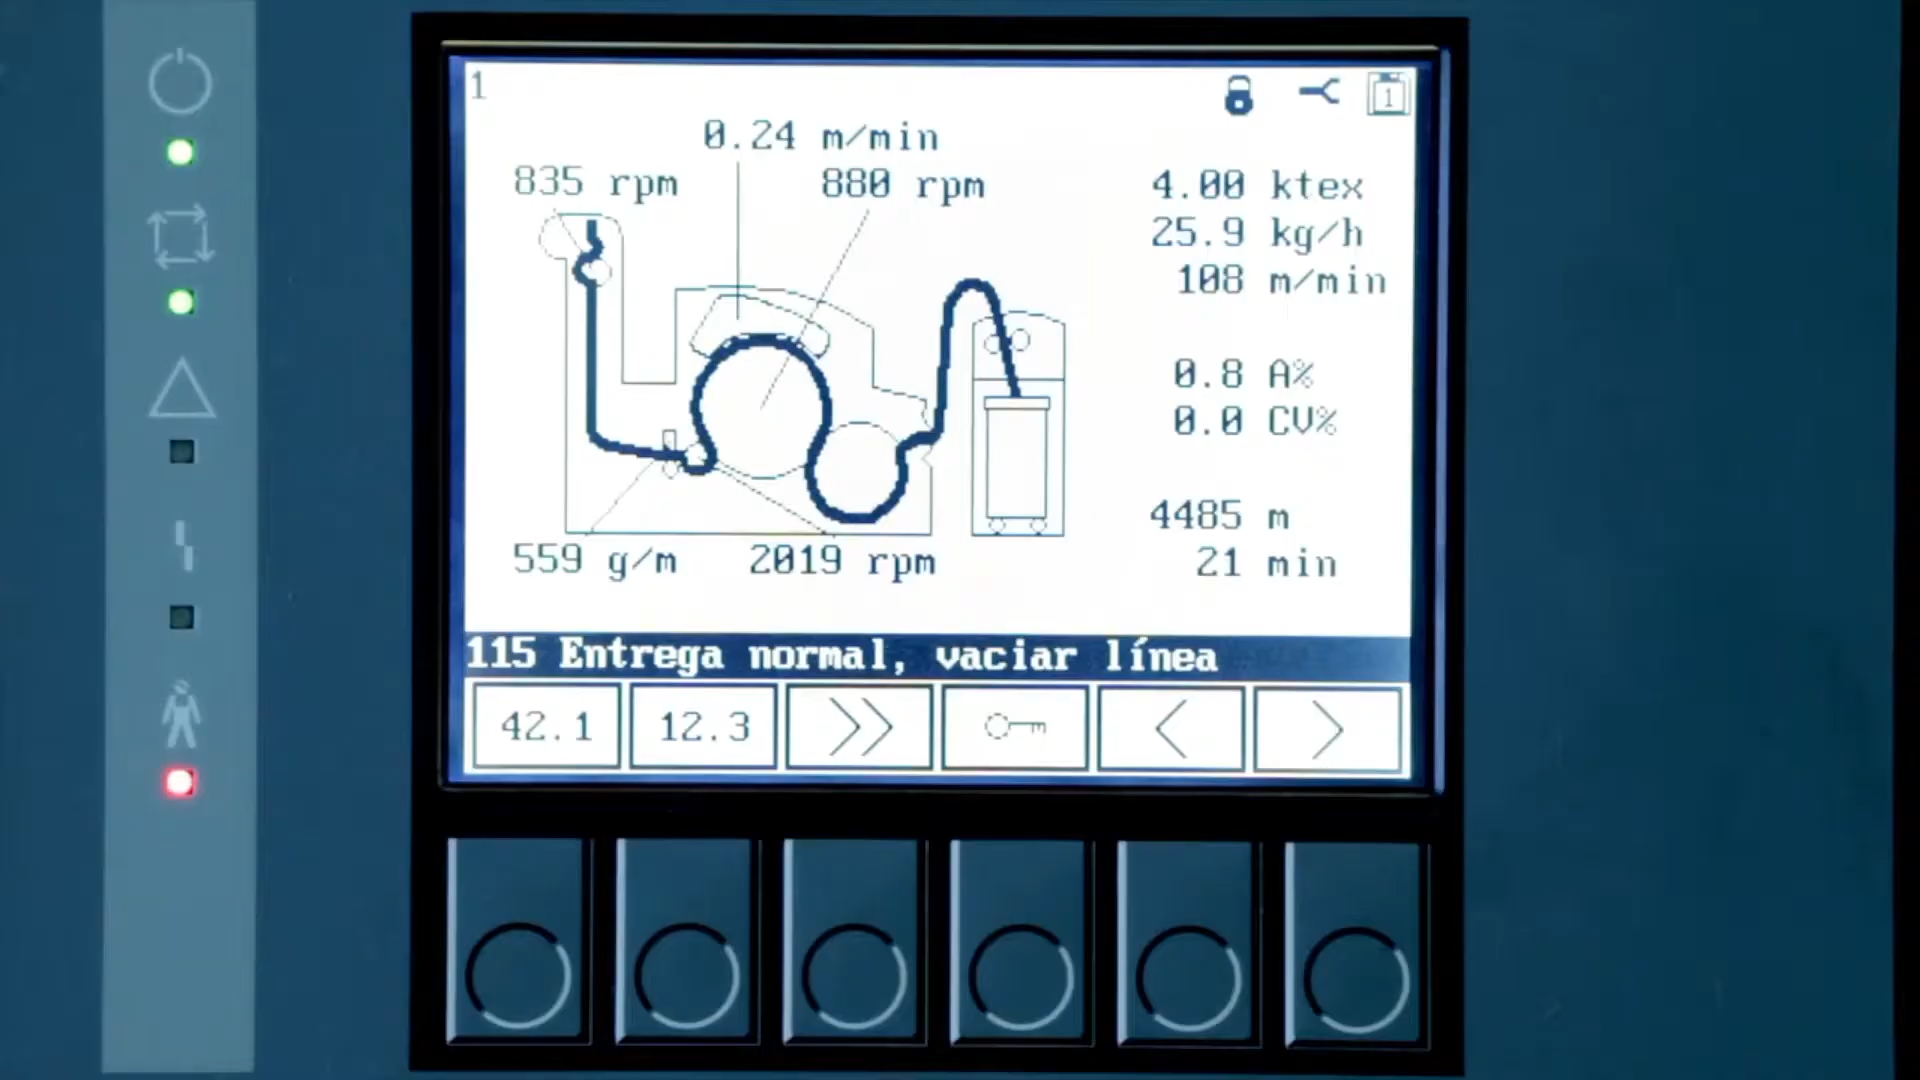 1
1
0.24 m/min
835 rpm
880 rpm
4.00 ktex
25.9 kg/h
108 m/min
0.8 A%
0.0 CV%
4485 m
21 min
559 g/m
2019 rpm
115 Entrega normal, vaciar línea
42.1
12.3